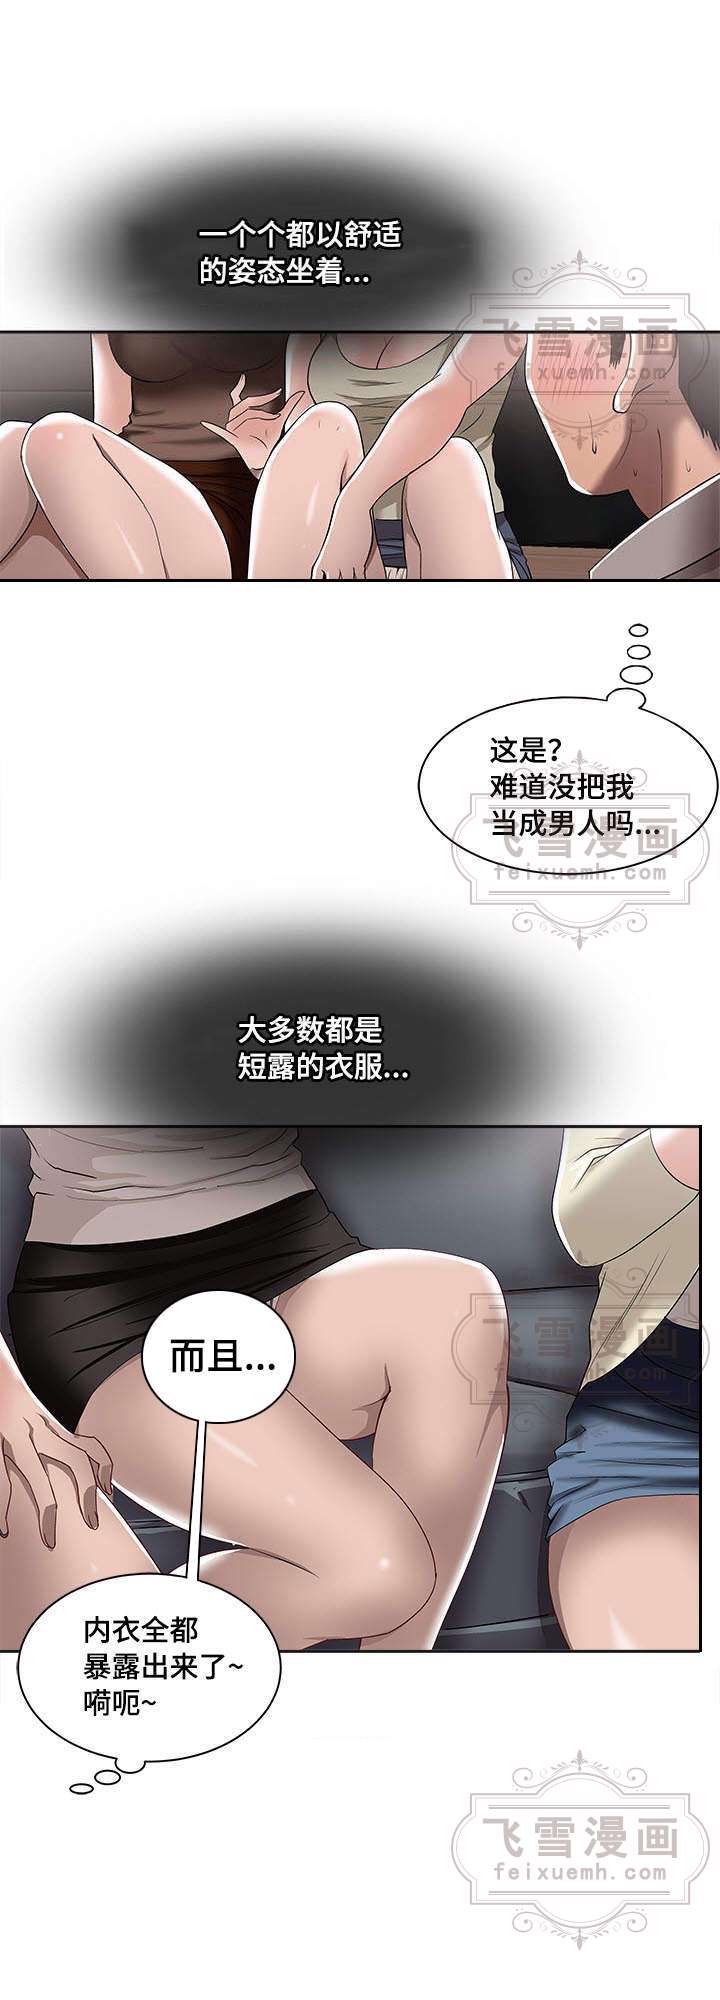 一个个都以舒适
的姿态坐着...
飞雪漫画
feixuemh.com
这是？
难道没把我
当成男人吗...
飞雪漫画
feixuemh.com
大多数都是
短露的衣服...
飞雪漫画
feixuemh.com
而且...
内衣全都
暴露出来了~
嗬呃~
飞雪漫画
feixuemh.com